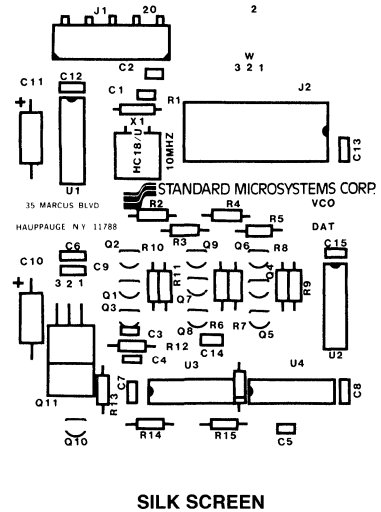 J1 20 2
W
3 2 1
C11 C12 C2 J2
C1 R1
X1
HC18/U 10MHZ C13
U1
STANDARD MICROSYSTEMS CORP.
35 MARCUS BLVD R2 R4 VCO
HAUPPAUGE NY 11788 R3 R5 DAT
C6 Q2 R10 Q9 Q6 R8 C15
C10 C9 R11 Q4 R9
3 2 1
Q1 Q7
Q3
C3 Q8 R6 R7 Q5
R12 C14 U2
C4
U3 U4
Q11 R13 C7 C8
Q10 R14 R15 C5
SILK SCREEN